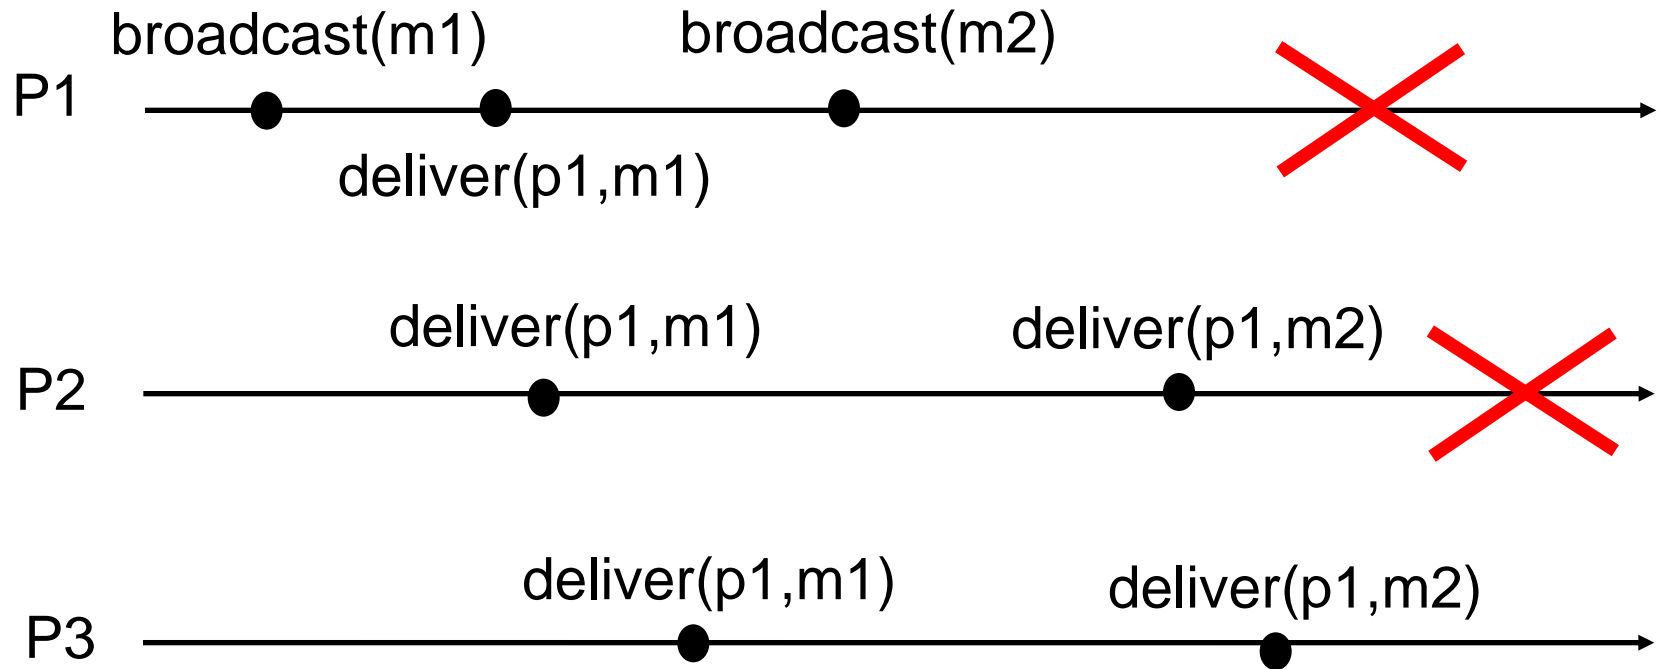 broadcast(m1) broadcast(m2)
P1
deliver(p1,m1)
deliver(p1,m1) deliver(p1,m2)
P2
deliver(p1,m1) deliver(p1,m2)
P3